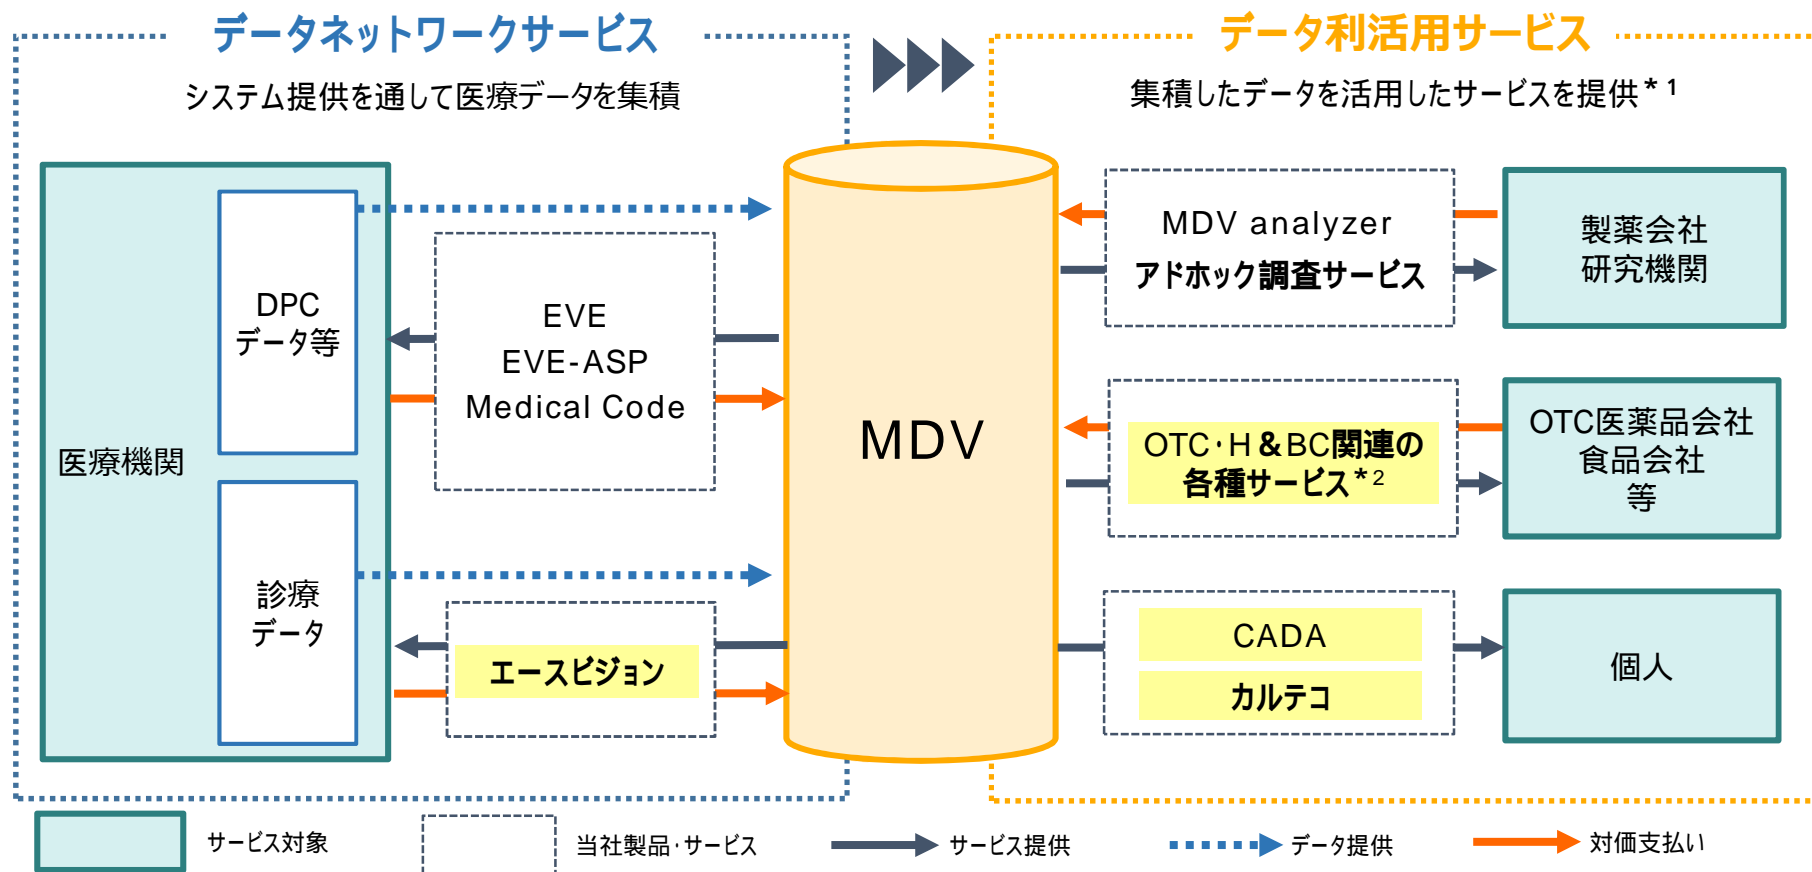 データネットワークサービス
システム提供を通して医療データを集積
データ利活用サービス
集積したデータを活用したサービスを提供*1
医療機関
DPC
データ等
診療
データ
EVE
EVE-ASP
Medical Code
エースビジョン
MDV
MDV analyzer
アドホック調査サービス
OTC・H&BC関連の
各種サービス*2
CADA
カルテコ
製薬会社
研究機関
OTC医薬品会社
食品会社
等
個人
サービス対象
当社製品・サービス
サービス提供
データ提供
対価支払い